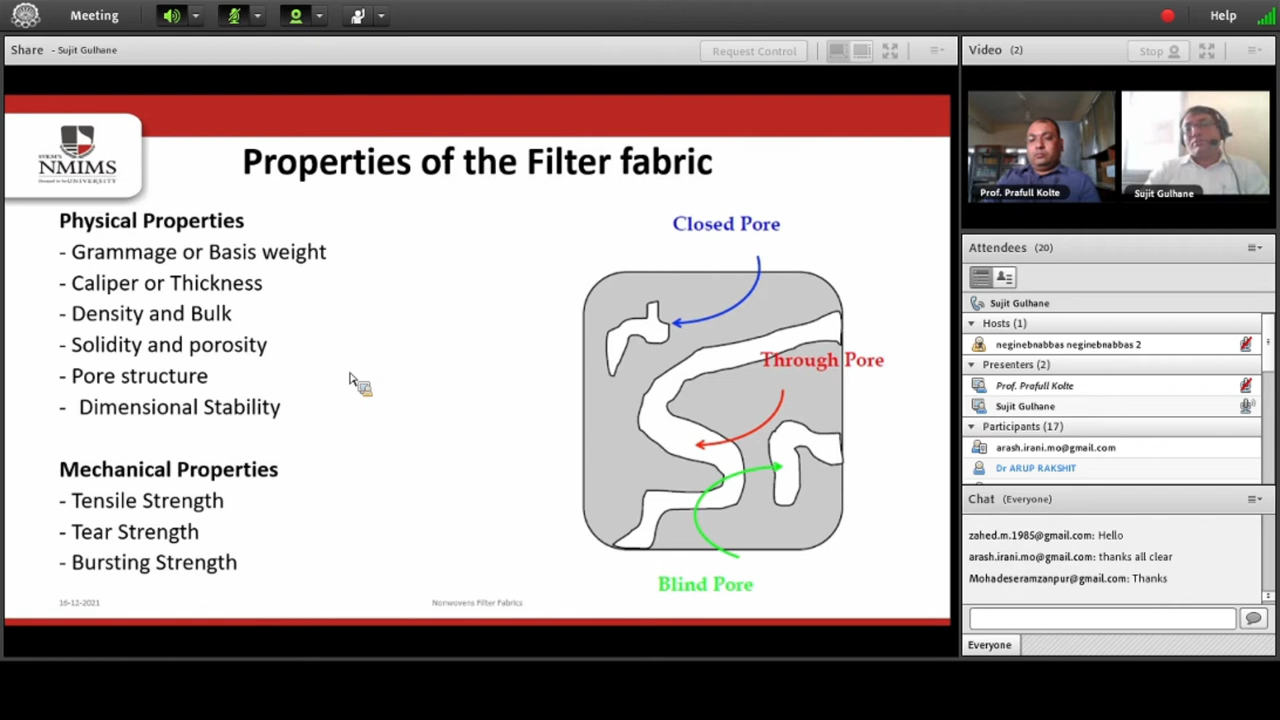 Meeting
Help
Share - Sujit Gulhane
Request Control
Video (2)
Stop
SVKM'S
NMIMS
Deemed to be UNIVERSITY
Properties of the Filter fabric
Physical Properties
- Grammage or Basis weight
- Caliper or Thickness
- Density and Bulk
- Solidity and porosity
- Pore structure
- Dimensional Stability
Mechanical Properties
- Tensile Strength
- Tear Strength
- Bursting Strength
Closed Pore
Through Pore
Blind Pore
16-12-2021
Nonwovens Filter Fabrics
Prof. Prafull Kolte
Sujit Gulhane
Attendees (20)
Sujit Gulhane
Hosts (1)
neginebnabbas neginebnabbas 2
Presenters (2)
Prof. Prafull Kolte
Sujit Gulhane
Participants (17)
arash.irani.mo@gmail.com
Dr ARUP RAKSHIT
Chat (Everyone)
zahed.m.1985@gmail.com: Hello
arash.irani.mo@gmail.com: thanks all clear
Mohadeseramzanpur@gmail.com: Thanks
Everyone